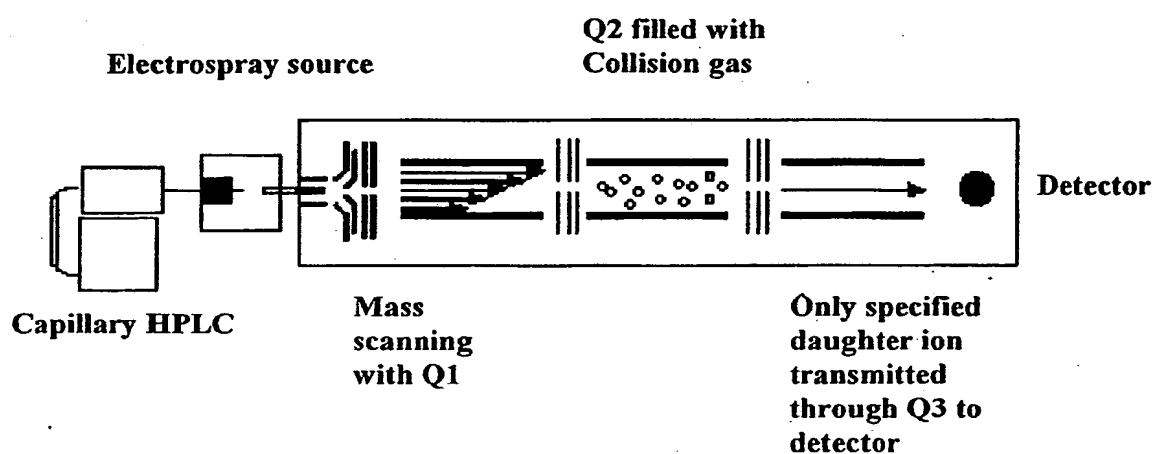 Q2 filled with
Collision gas
Electrospray source
Detector
Capillary HPLC
Mass
scanning
with Q1
Only specified
daughter ion
transmitted
through Q3 to
detector